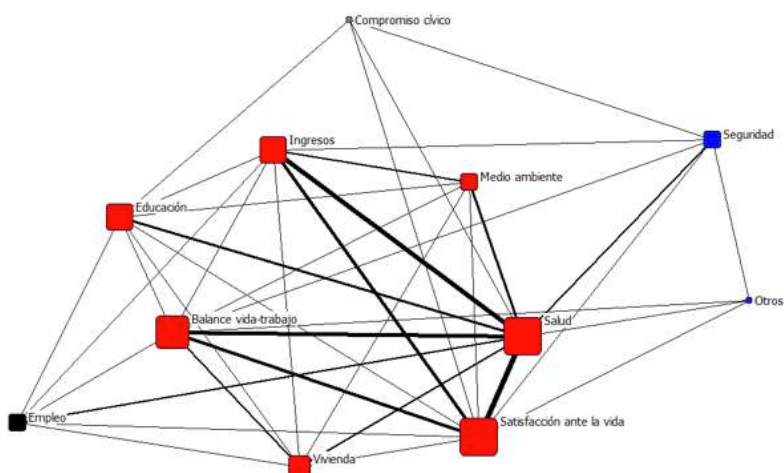 Compromiso cívico
Seguridad
Ingresos
Medio ambiente
Educación
Otros
Balance vida-trabajo
Salud
Empleo
Satisfacción ante la vida
Vivienda